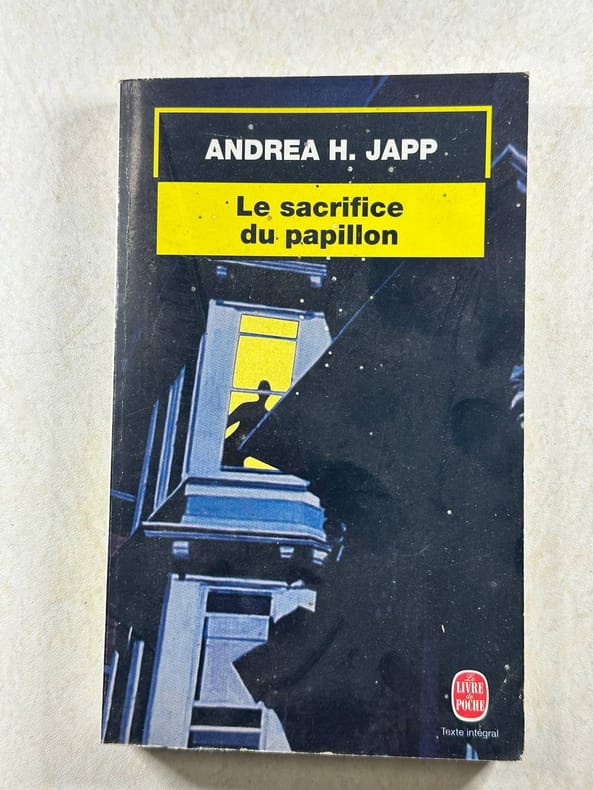 ANDREA H. JAPP
Le sacrifice
du papillon
Le
LIVRE
de
POCHE
Texte intégral